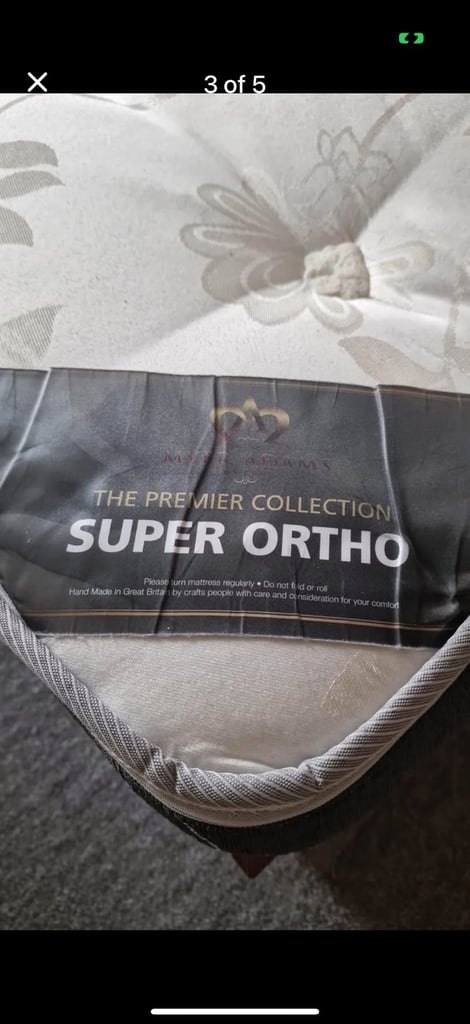 3 of 5
THE PREMIER COLLECTION
SUPER ORTHO
Please turn mattress regularly • Do not fold or roll
Hand Made in Great Britain by crafts people with care and consideration for your comfort